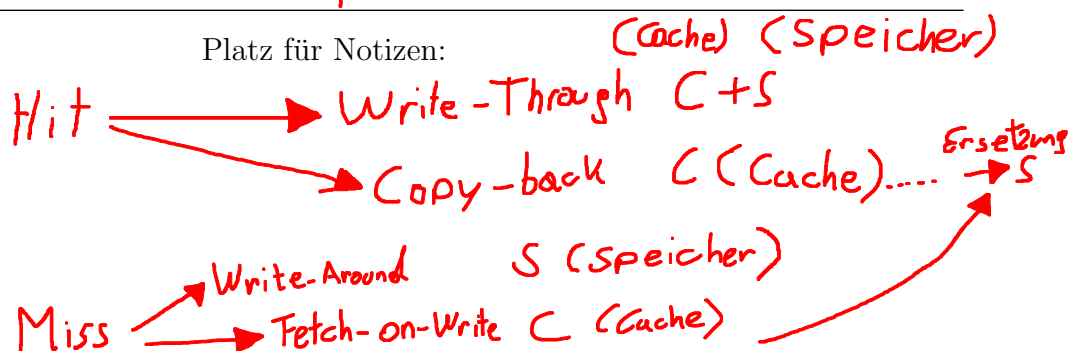 Platz für Notizen:
(Cache) (Speicher)
Hit → Write-Through C+S
→ Copy-back C (Cache)..... Ersetzung → S
Write-Around S (Speicher)
Miss → Fetch-on-Write C (Cache)